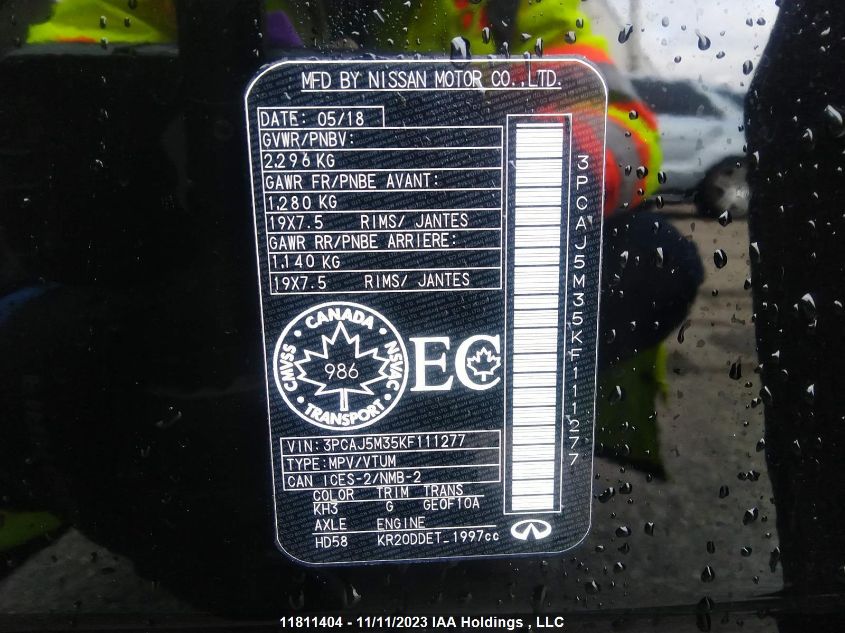 MFD BY NISSAN MOTOR CO.,LTD.
DATE: 05/18
GVWR/PNBV:
2,296 KG
GAWR FR/PNBE AVANT:
1,280 KG
19X7.5 RIMS/ JANTES
GAWR RR/PNBE ARRIERE:
1,140 KG
19X7.5 RIMS/ JANTES
CANADA
CMVSS
986
NSVAC
TRANSPORT
EC
VIN: 3PCAJ5M35KF111277
TYPE: MPV/VTUM
CAN ICES-2/NMB-2
COLOR TRIM TRANS
KH3 G GE0F10A
AXLE ENGINE
HD58 KR20DDET_1997cc
3PCAJ5M35KF111277
11811404 - 11/11/2023 IAA Holdings , LLC